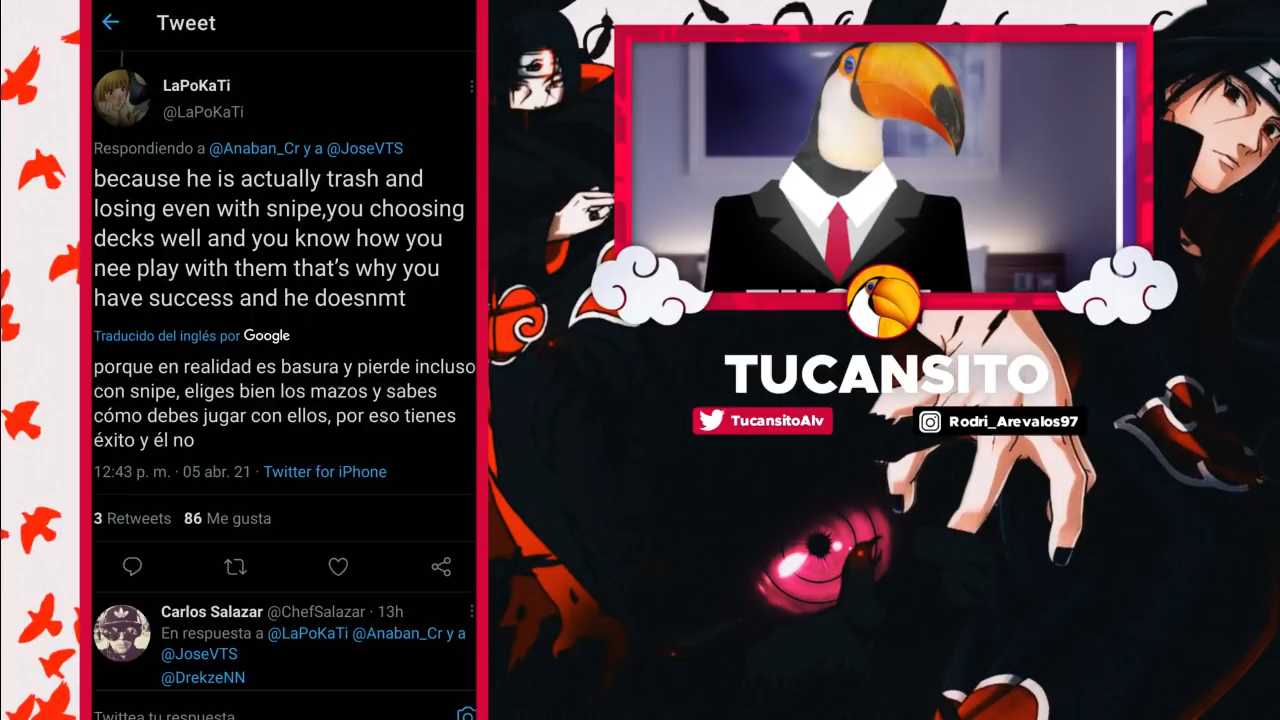 Tweet
LaPoKaTi
@LaPoKaTi
Respondiendo a @Anaban_Cr y a @JoseVTS
because he is actually trash and
losing even with snipe,you choosing
decks well and you know how you
nee play with them that’s why you
have success and he doesnmt
Traducido del inglés por Google
porque en realidad es basura y pierde incluso
con snipe, eliges bien los mazos y sabes
cómo debes jugar con ellos, por eso tienes
éxito y él no
12:43 p. m. · 05 abr. 21 · Twitter for iPhone
3 Retweets 86 Me gusta
Carlos Salazar @ChefSalazar · 13h
En respuesta a @LaPoKaTi @Anaban_Cr y a
@JoseVTS
@DrekzeNN
Twittea tu respuesta
TUCANSITO
TucansitoAlv
Rodri_Arevalos97